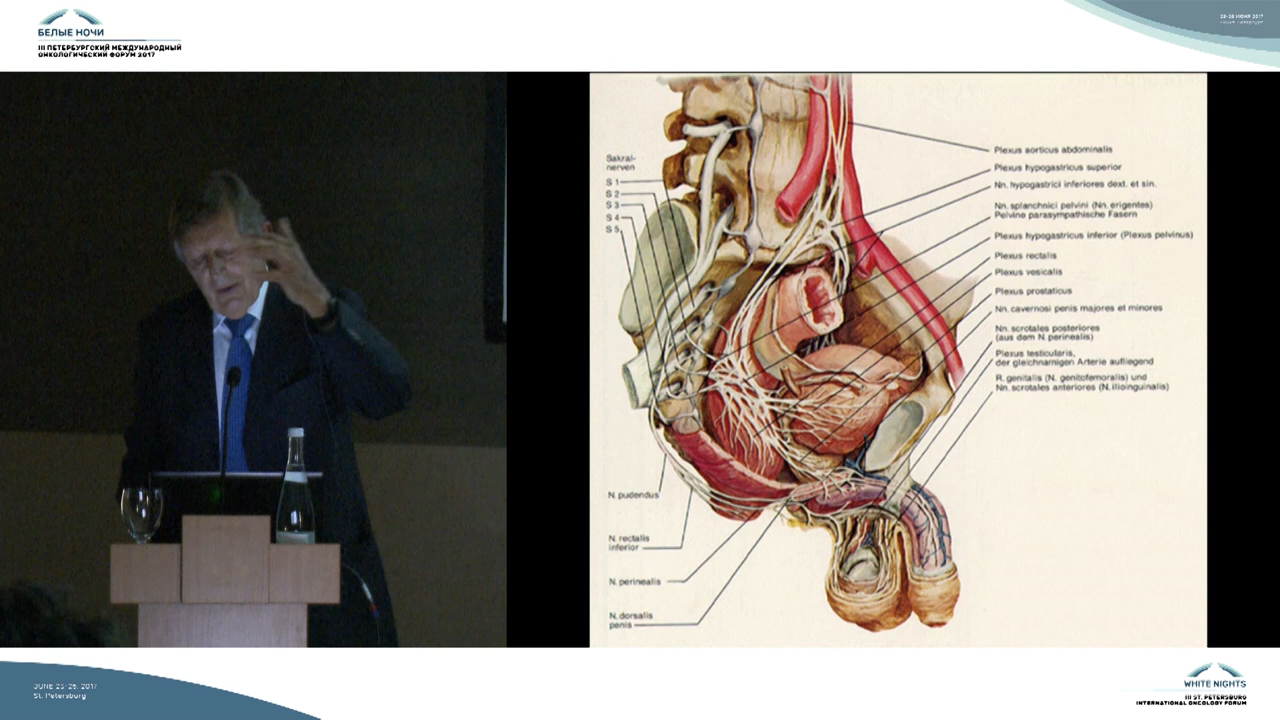 БЕЛЫЕ НОЧИ
III ПЕТЕРБУРГСКИЙ МЕЖДУНАРОДНЫЙ
ОНКОЛОГИЧЕСКИЙ ФОРУМ 2017
Sakral-
nerven
S 1
S 2
S 3
S 4
S 5
Plexus aorticus abdominalis
Plexus hypogastricus superior
Nn. hypogastrici inferiores dext. et sin.
Nn. splanchnici pelvini (Nn. erigentes)
Pelvine parasympathische Fasern
Plexus hypogastricus inferior (Plexus pelvinus)
Plexus rectalis
Plexus vesicalis
Plexus prostaticus
Nn. cavernosi penis majores et minores
Nn. scrotales posteriores
(aus dem N. perinealis)
Plexus testicularis,
der gleichnamigen Arterie aufliegend
R. genitalis (N. genitofemoralis) und
Nn. scrotales anteriores (N. ilioinguinalis)
N. pudendus
N. rectalis
inferior
N. perinealis
N. dorsalis
penis
St. Petersburg
WHITE NIGHTS
III ST. PETERSBURG
INTERNATIONAL ONCOLOGY FORUM